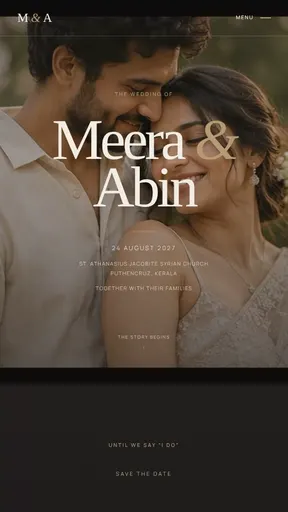 M & A
MENU
THE WEDDING OF
Meera &
Abin
24 AUGUST 2027
ST. ATHANASIUS JACOBITE SYRIAN CHURCH
PUTHENCRUZ, KERALA
TOGETHER WITH THEIR FAMILIES
THE STORY BEGINS
UNTIL WE SAY "I DO"
SAVE THE DATE